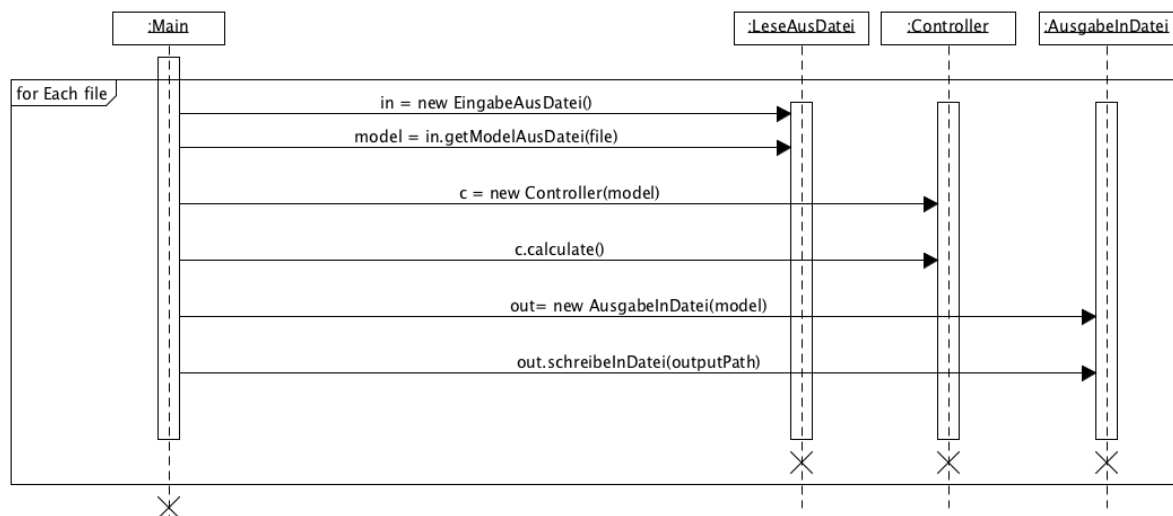 :Main
:LeseAusDatei
:Controller
:AusgabeInDatei
for Each file
in = new EingabeAusDatei()
model = in.getModelAusDatei(file)
c = new Controller(model)
c.calculate()
out= new AusgabeInDatei(model)
out.schreibeInDatei(outputPath)